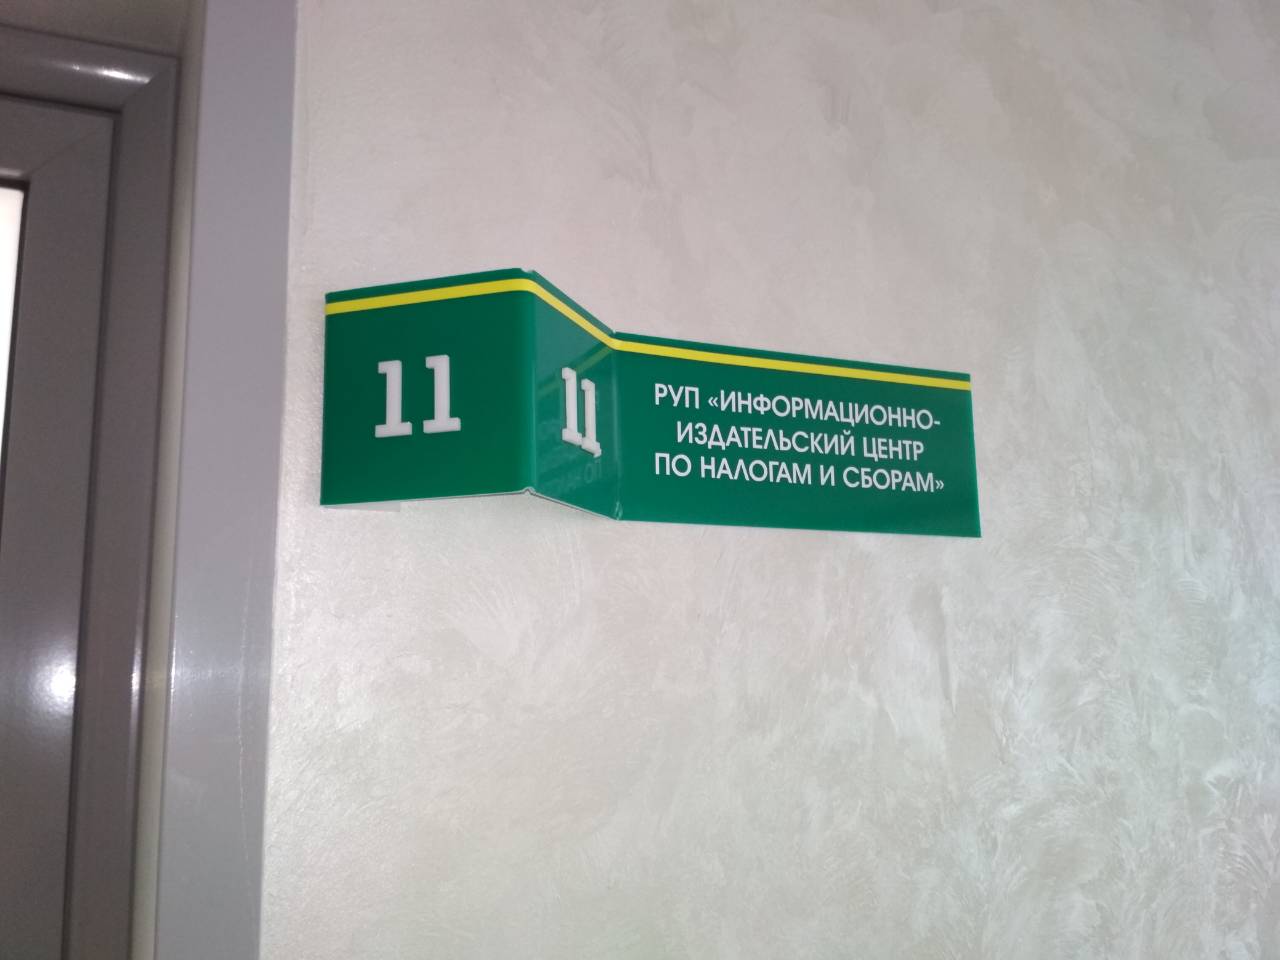 11
11
РУП «ИНФОРМАЦИОННО-
ИЗДАТЕЛЬСКИЙ ЦЕНТР
ПО НАЛОГАМ И СБОРАМ»